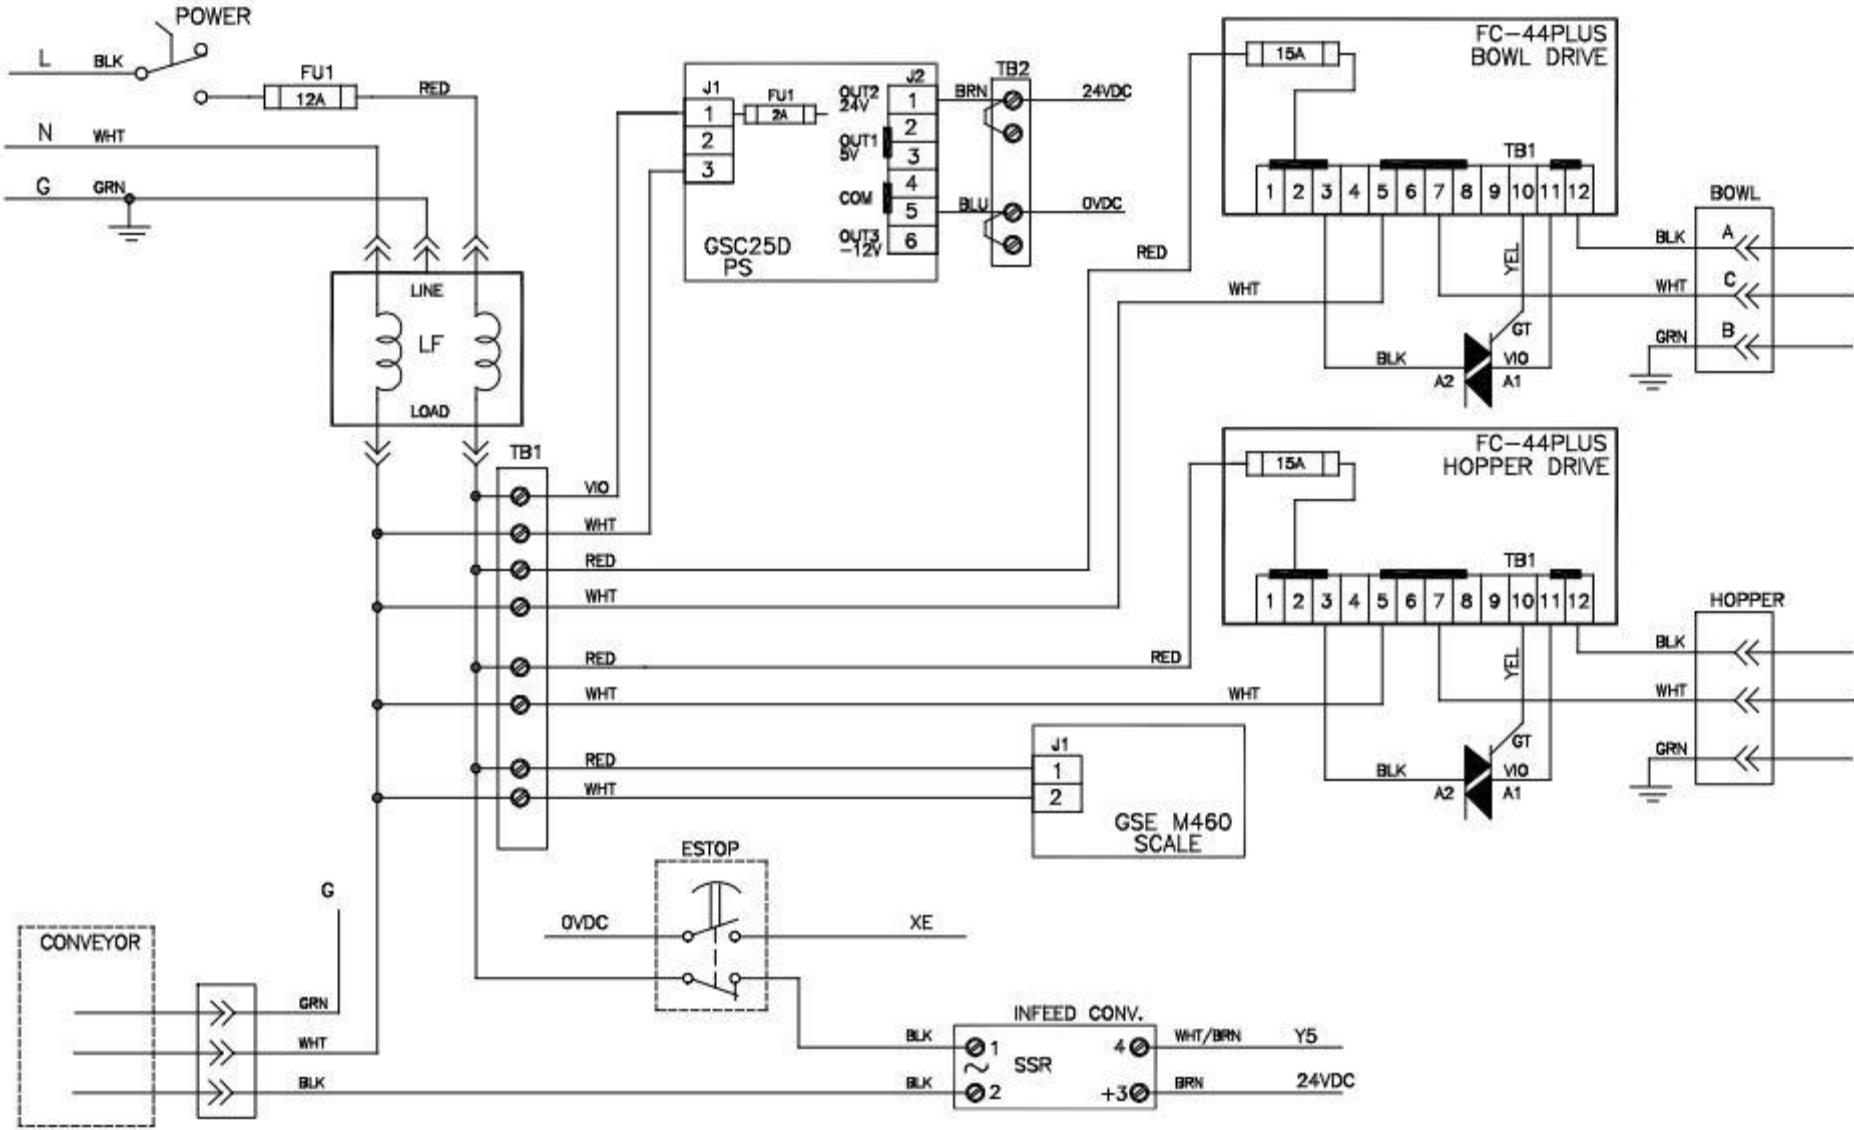 POWER
L BLK
FU1
12A
RED
N WHT
G GRN
LINE
LF
LOAD
J1
1
2
3
FU1
2A
OUT2
24V
OUT1
5V
COM
OUT3
-12V
J2
1
2
3
4
5
6
GSC25D
PS
TB2
BRN 24VDC
BLU 0VDC
FC-44PLUS
BOWL DRIVE
15A
TB1
1 2 3 4 5 6 7 8 9 10 11 12
RED
WHT
YEL
GT
BLK
VIO
A2 A1
BOWL
BLK A
WHT C
GRN B
FC-44PLUS
HOPPER DRIVE
15A
TB1
1 2 3 4 5 6 7 8 9 10 11 12
YEL
GT
BLK
VIO
A2 A1
HOPPER
BLK
WHT
GRN
TB1
VIO
WHT
RED
WHT
RED RED
WHT WHT
RED
WHT
J1
1
2
GSE M460
SCALE
ESTOP
0VDC XE
G
CONVEYOR
GRN
WHT
BLK
INFEED CONV.
BLK 1 4 WHT/BRN Y5
SSR
BLK 2 +3 BRN 24VDC